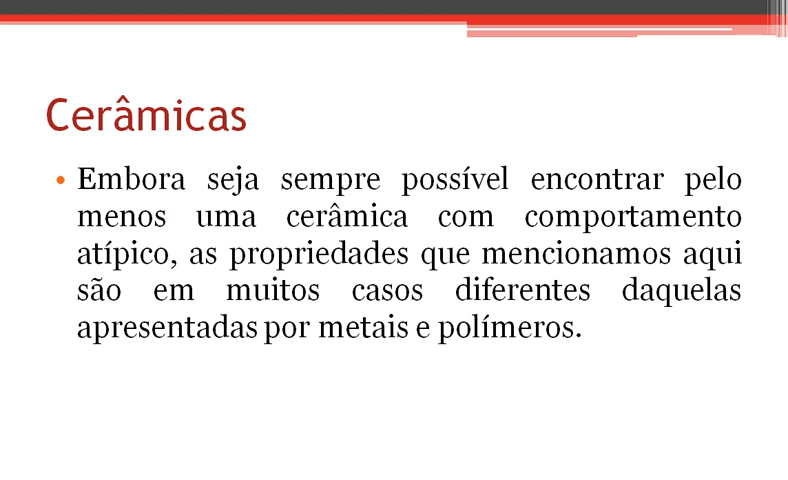 Cerâmicas
• Embora seja sempre possível encontrar pelo
menos uma cerâmica com comportamento
atípico, as propriedades que mencionamos aqui
são em muitos casos diferentes daquelas
apresentadas por metais e polímeros.